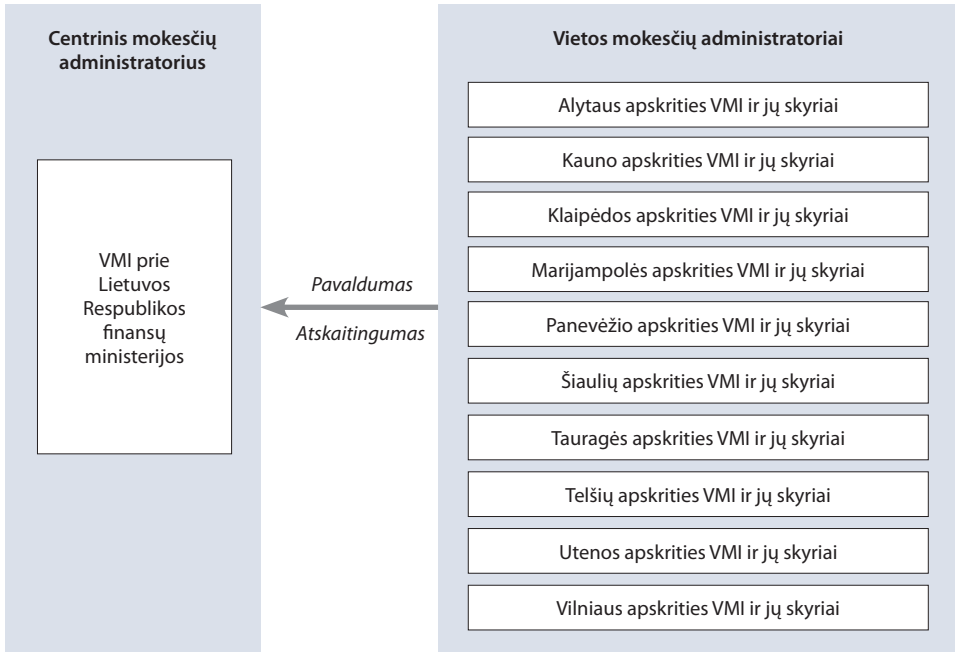 Centrinis mokesčių
administratorius
VMI prie
Lietuvos
Respublikos
finansų
ministerijos
Pavaldumas
Atskaitingumas
Vietos mokesčių administratoriai
Alytaus apskrities VMI ir jų skyriai
Kauno apskrities VMI ir jų skyriai
Klaipėdos apskrities VMI ir jų skyriai
Marijampolės apskrities VMI ir jų skyriai
Panevėžio apskrities VMI ir jų skyriai
Šiaulių apskrities VMI ir jų skyriai
Tauragės apskrities VMI ir jų skyriai
Telšių apskrities VMI ir jų skyriai
Utenos apskrities VMI ir jų skyriai
Vilniaus apskrities VMI ir jų skyriai